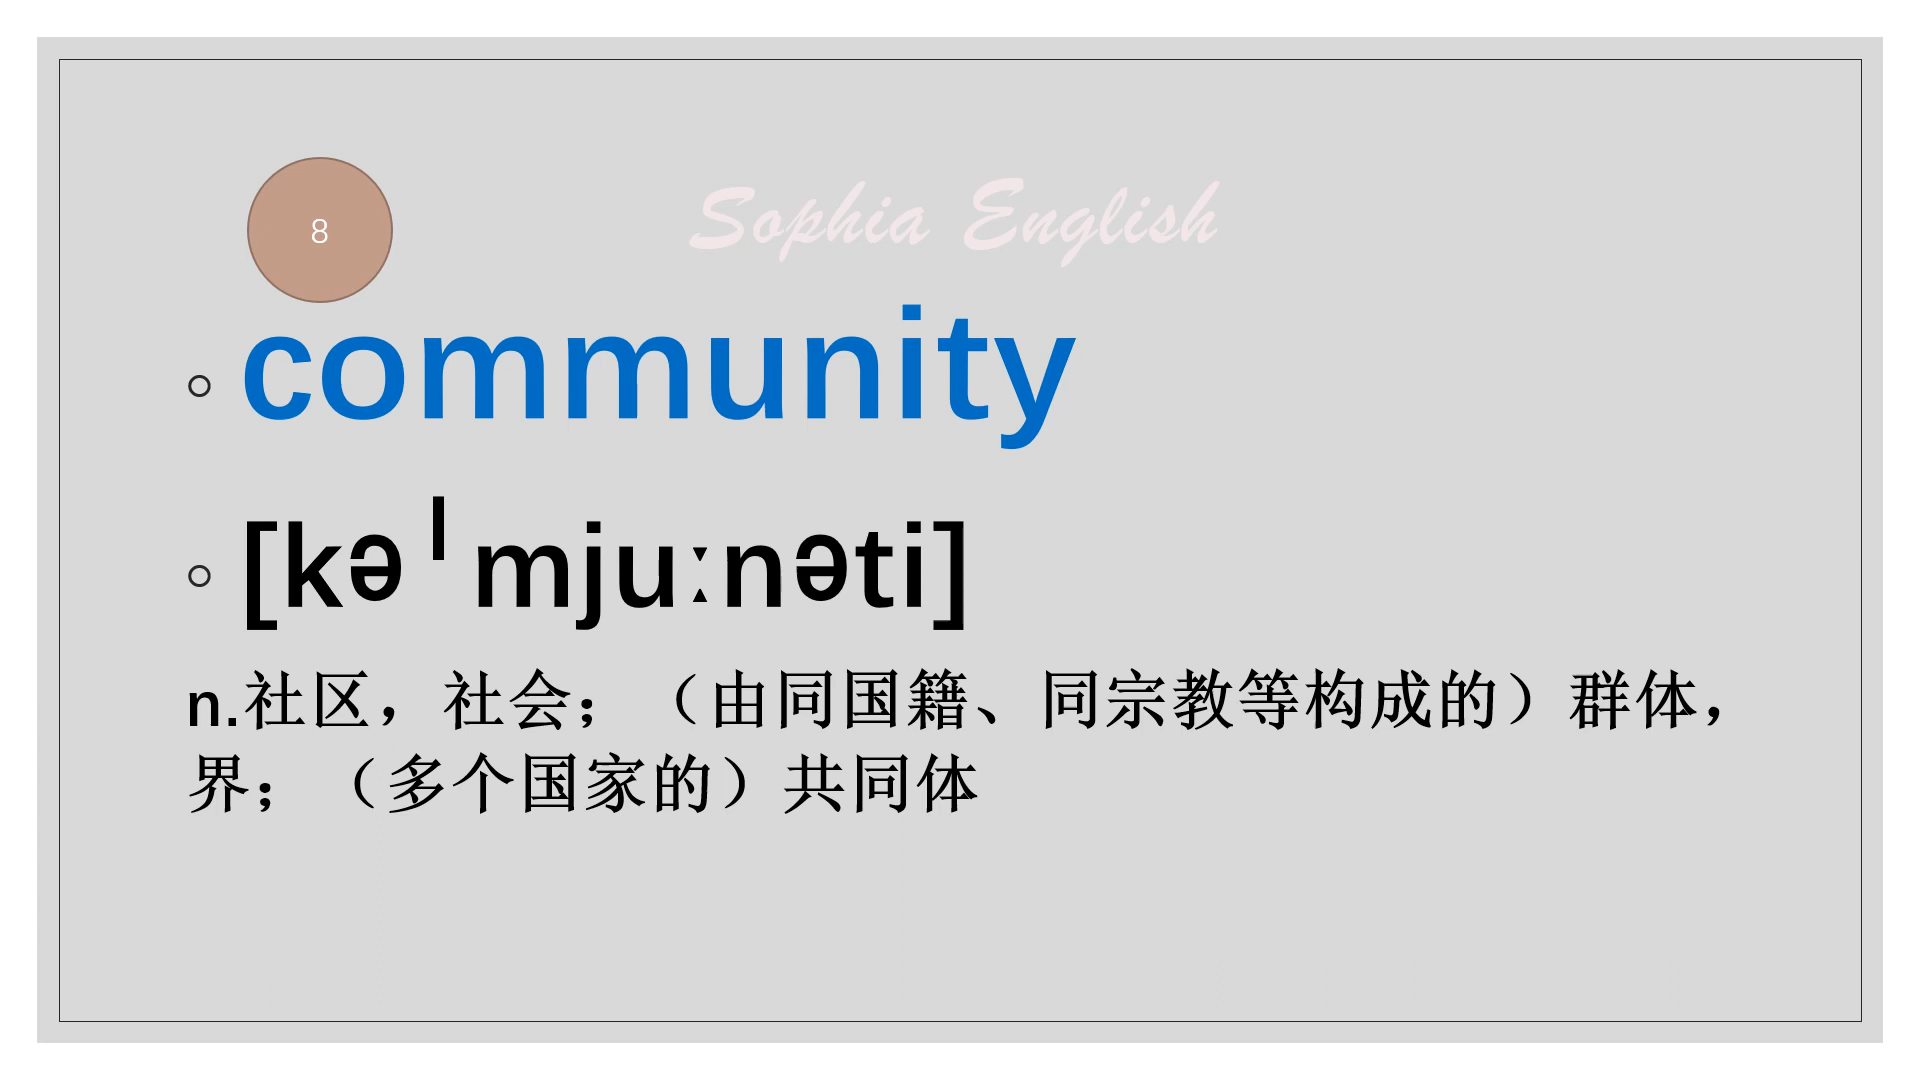 8
Sophia English
community
[kəˈmjuːnəti]
n.社区，社会；（由同国籍、同宗教等构成的）群体，
界；（多个国家的）共同体